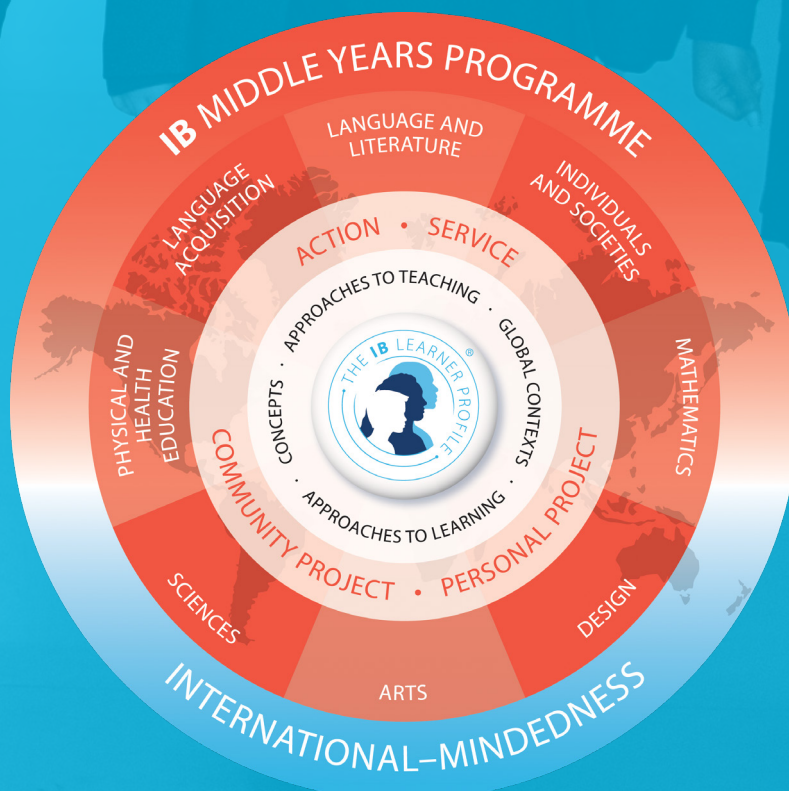 IB MIDDLE YEARS PROGRAMME
LANGUAGE AND
LITERATURE
INDIVIDUALS
AND SOCIETIES
MATHEMATICS
DESIGN
ARTS
SCIENCES
PHYSICAL AND
HEALTH
EDUCATION
LANGUAGE
ACQUISITION
ACTION • SERVICE
PERSONAL PROJECT
•
COMMUNITY PROJECT
APPROACHES TO TEACHING ·
GLOBAL CONTEXTS ·
APPROACHES TO LEARNING ·
CONCEPTS ·
• THE IB LEARNER PROFILE •
®
INTERNATIONAL–MINDEDNESS